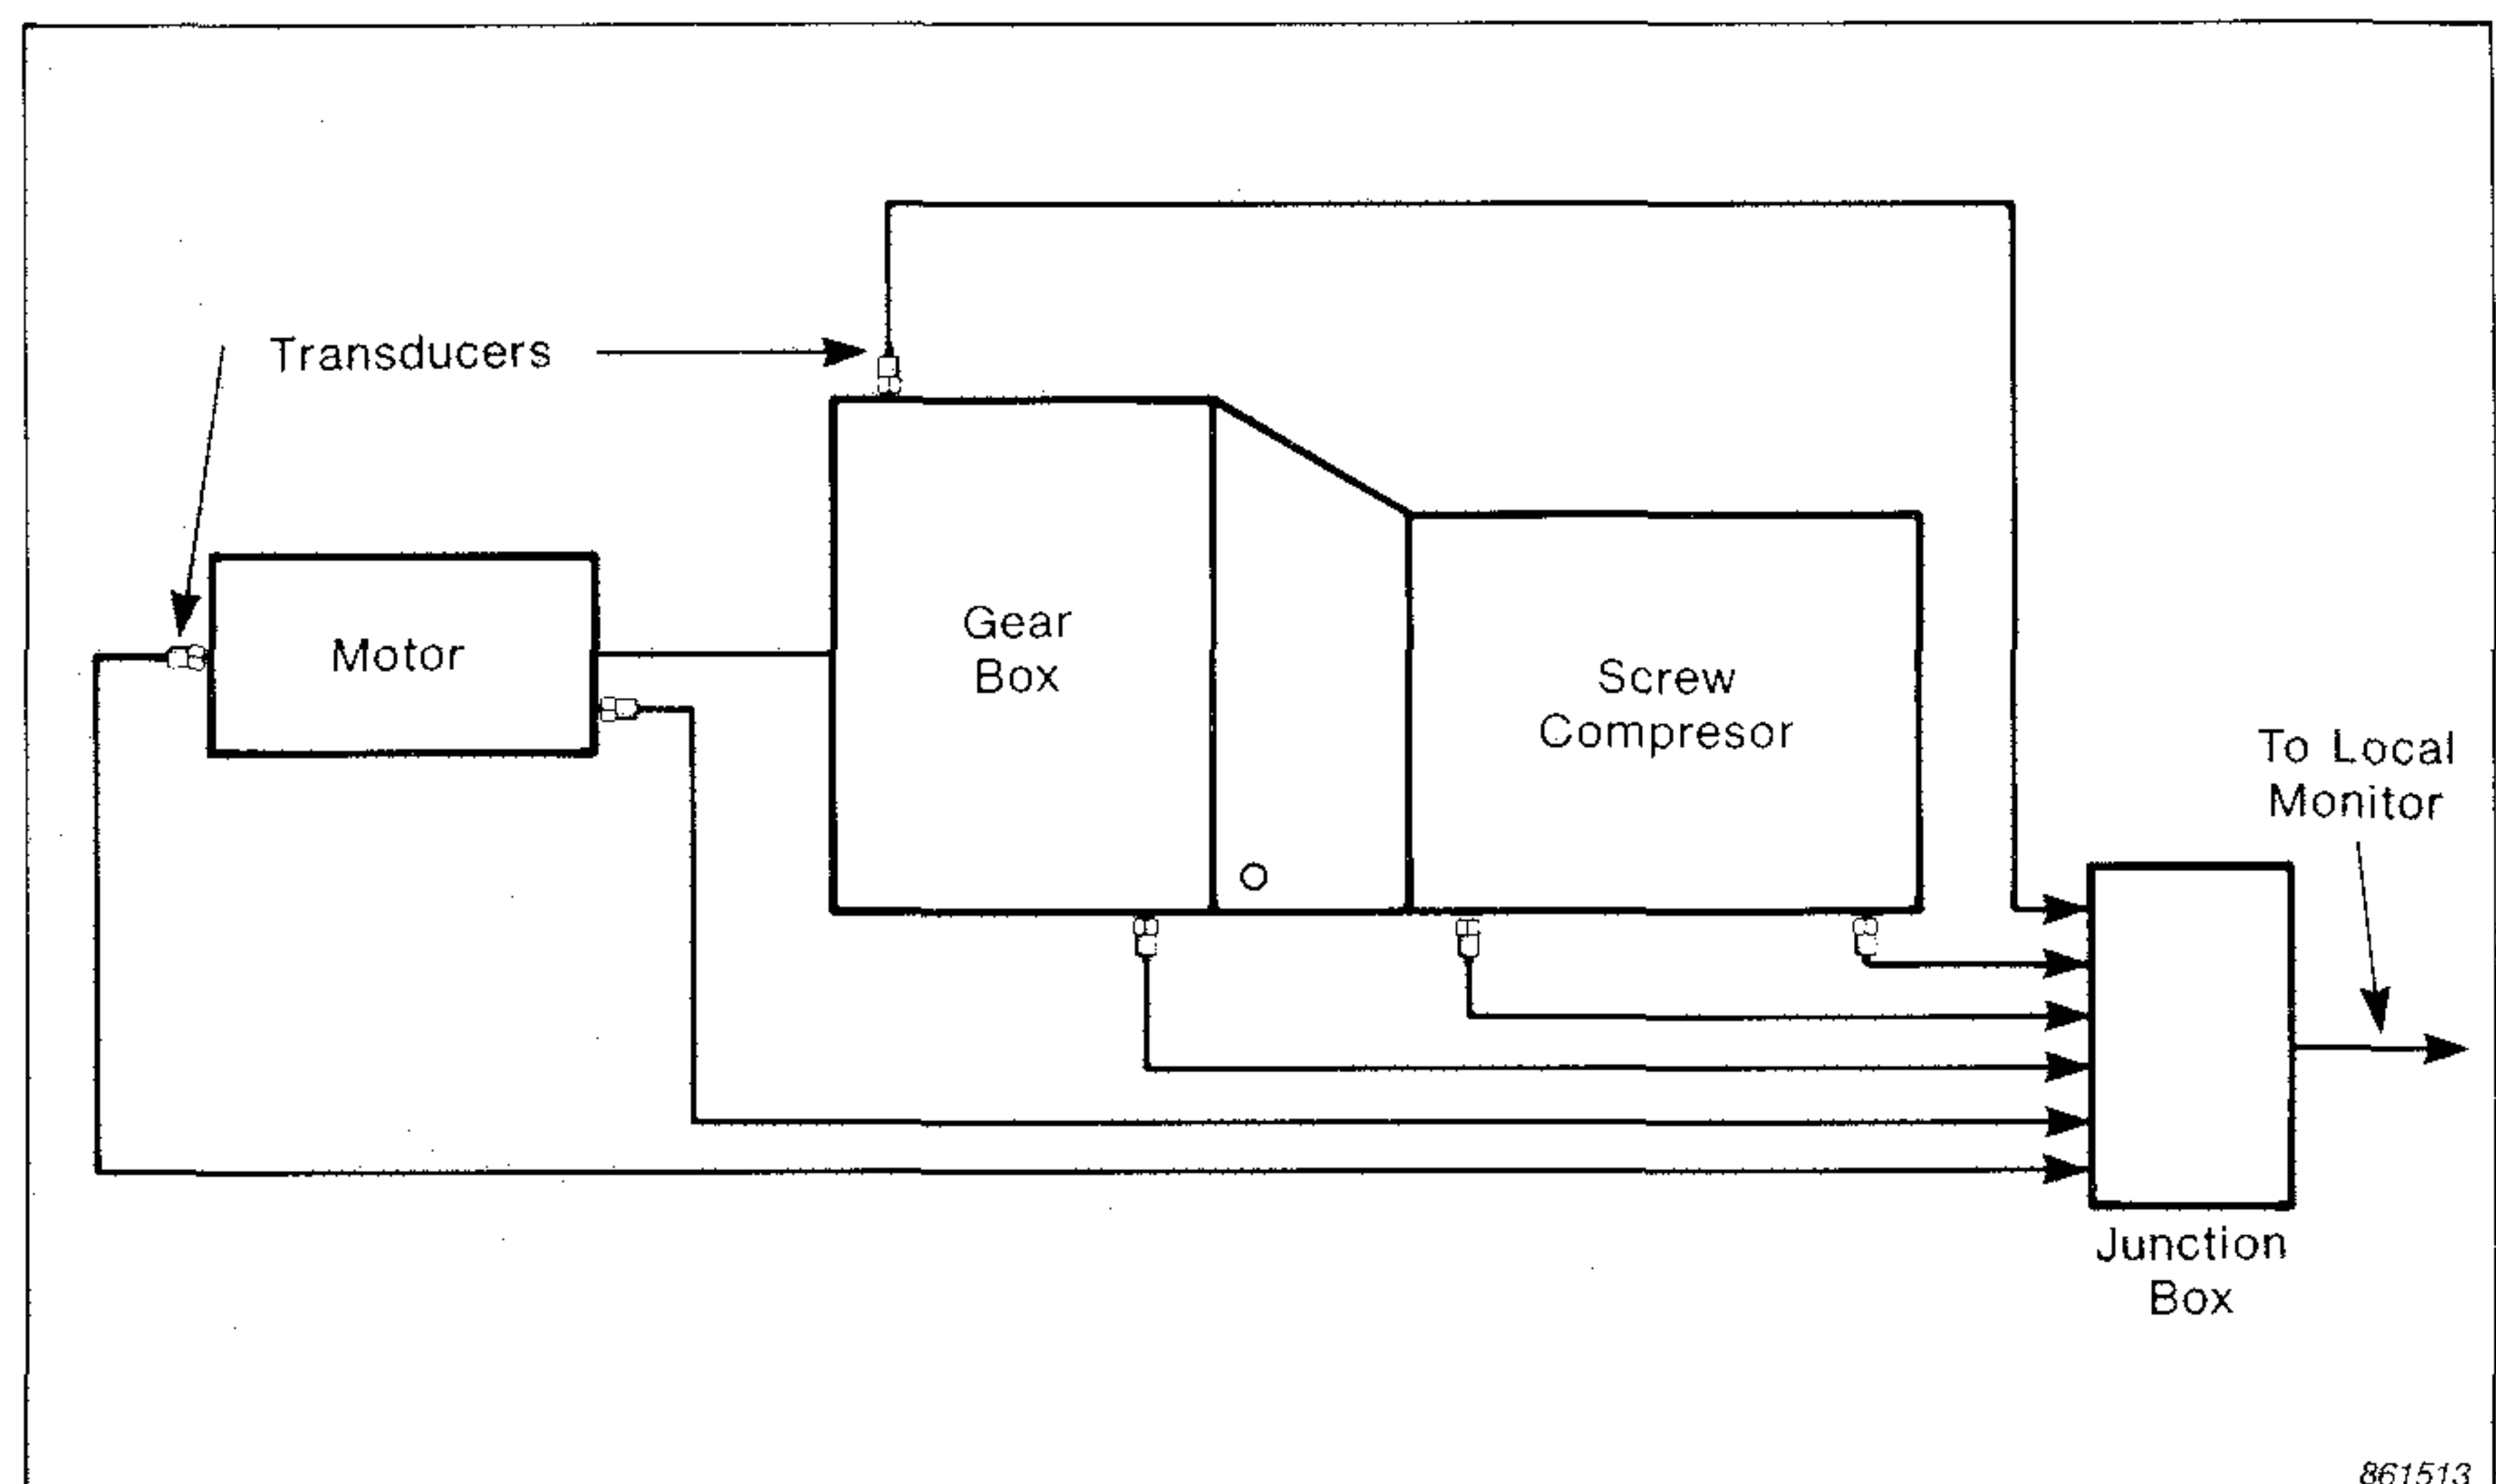 Transducers
Motor
Gear
Box
Screw
Compresor
To Local
Monitor
Junction
Box
861513